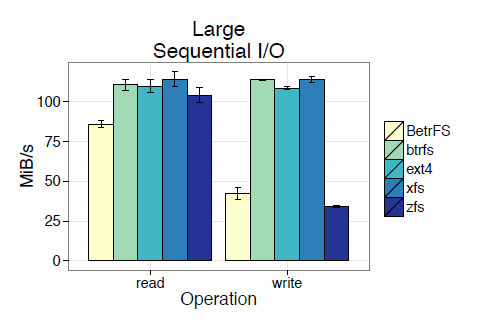 Large
Sequential I/O
MiB/s
100
75
50
25
0
read write
Operation
BetrFS
btrfs
ext4
xfs
zfs